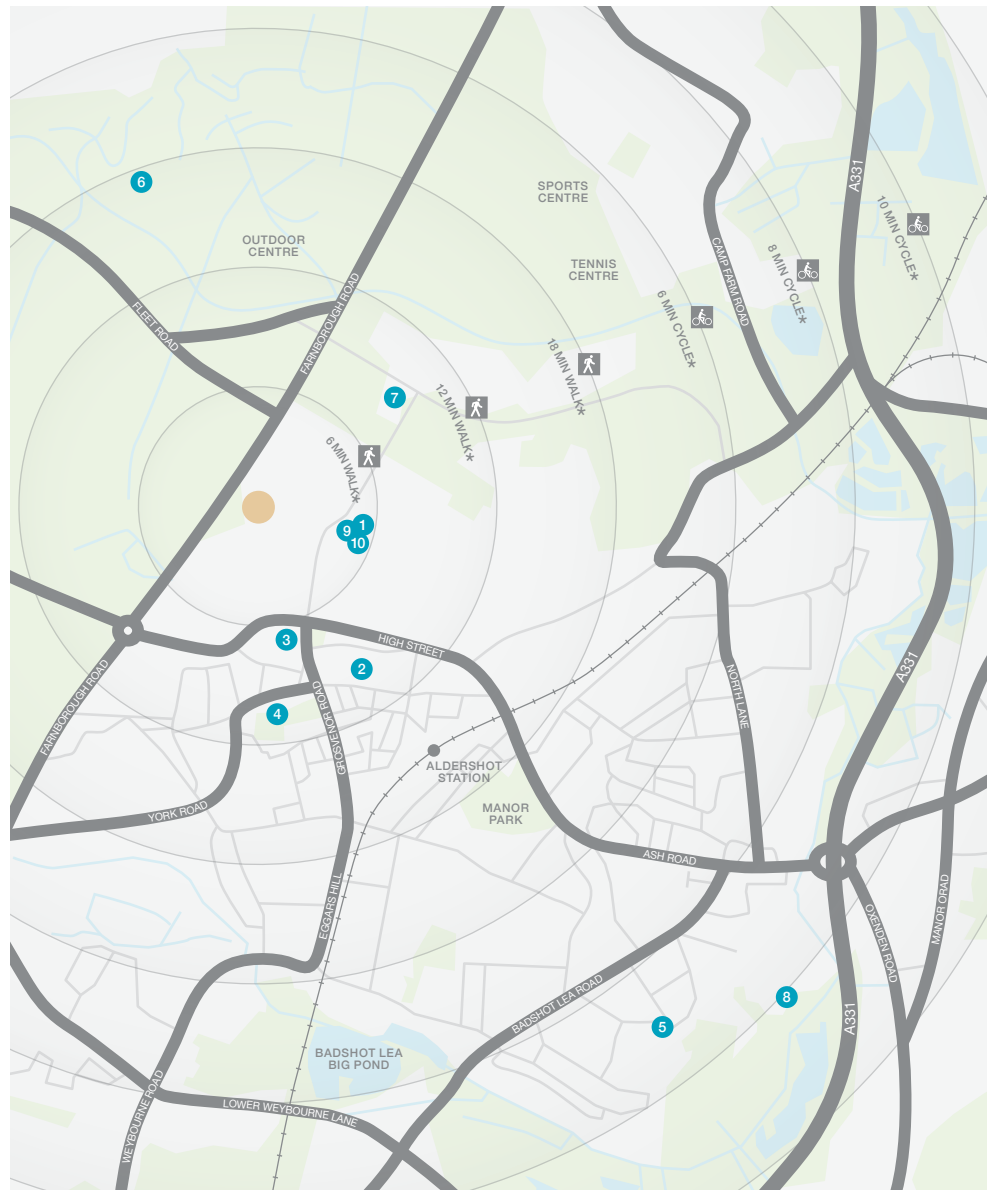 A331
6
SPORTS
CENTRE
10 MIN CYCLE*
OUTDOOR
CENTRE
8 MIN CYCLE*
TENNIS
CENTRE
CAMP FARM ROAD
6 MIN CYCLE*
FLEET ROAD
FARNBOROUGH ROAD
18 MIN WALK*
7
12 MIN WALK*
6 MIN WALK*
1
9
10
3
HIGH STREET
2
A331
FARNBOROUGH ROAD
4
GROSVENOR ROAD
NORTH LANE
ALDERSHOT
STATION
YORK ROAD
MANOR
PARK
ASH ROAD
EGGARS HILL
OXENDEN ROAD
MANOR ORAD
BADSHOT LEA ROAD
8
5
A331
BADSHOT LEA
BIG POND
WEYBOURNE ROAD
LOWER WEYBOURNE LANE